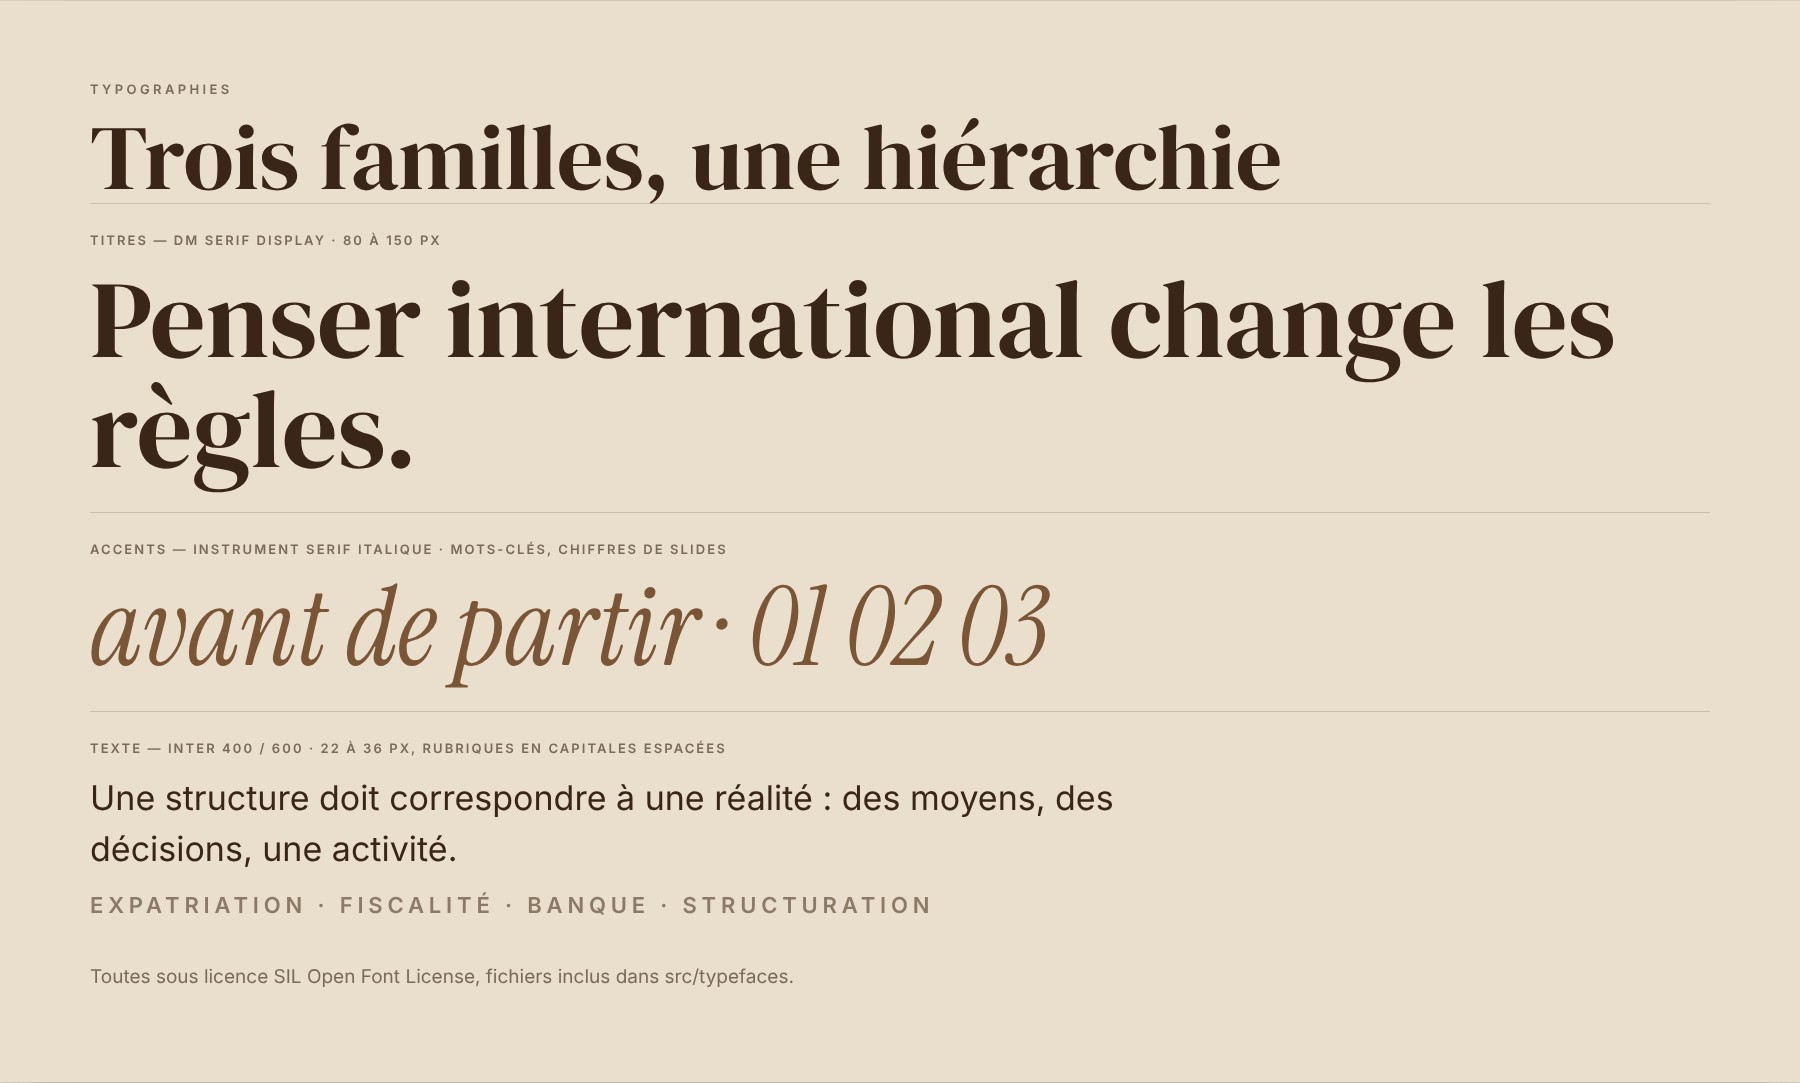 TYPOGRAPHIES
Trois familles, une hiérarchie
TITRES — DM SERIF DISPLAY · 80 À 150 PX
Penser international change les
règles.
ACCENTS — INSTRUMENT SERIF ITALIQUE · MOTS-CLÉS, CHIFFRES DE SLIDES
avant de partir · 01 02 03
TEXTE — INTER 400 / 600 · 22 À 36 PX, RUBRIQUES EN CAPITALES ESPACÉES
Une structure doit correspondre à une réalité : des moyens, des
décisions, une activité.
EXPATRIATION · FISCALITÉ · BANQUE · STRUCTURATION
Toutes sous licence SIL Open Font License, fichiers inclus dans src/typefaces.